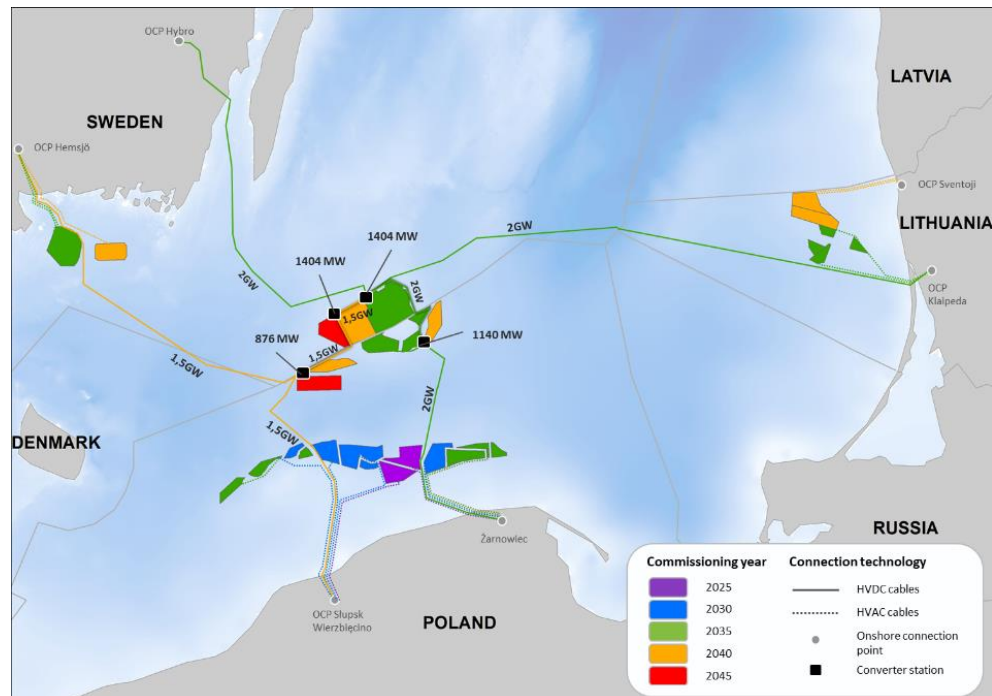 OCP Hybro
LATVIA
SWEDEN
OCP Hemsjö
OCP Sventoji
LITHUANIA
1404 MW
2GW
1404 MW
OCP
Klaipeda
2GW
2GW
1,5GW
876 MW
1,5GW
1140 MW
1,5GW
2GW
DENMARK
1,5GW
RUSSIA
Żarnowiec
OCP Słupsk
Wierzbięcino
POLAND
Commissioning year
Connection technology
2025
HVDC cables
2030
HVAC cables
2035
Onshore connection
point
2040
Converter station
2045